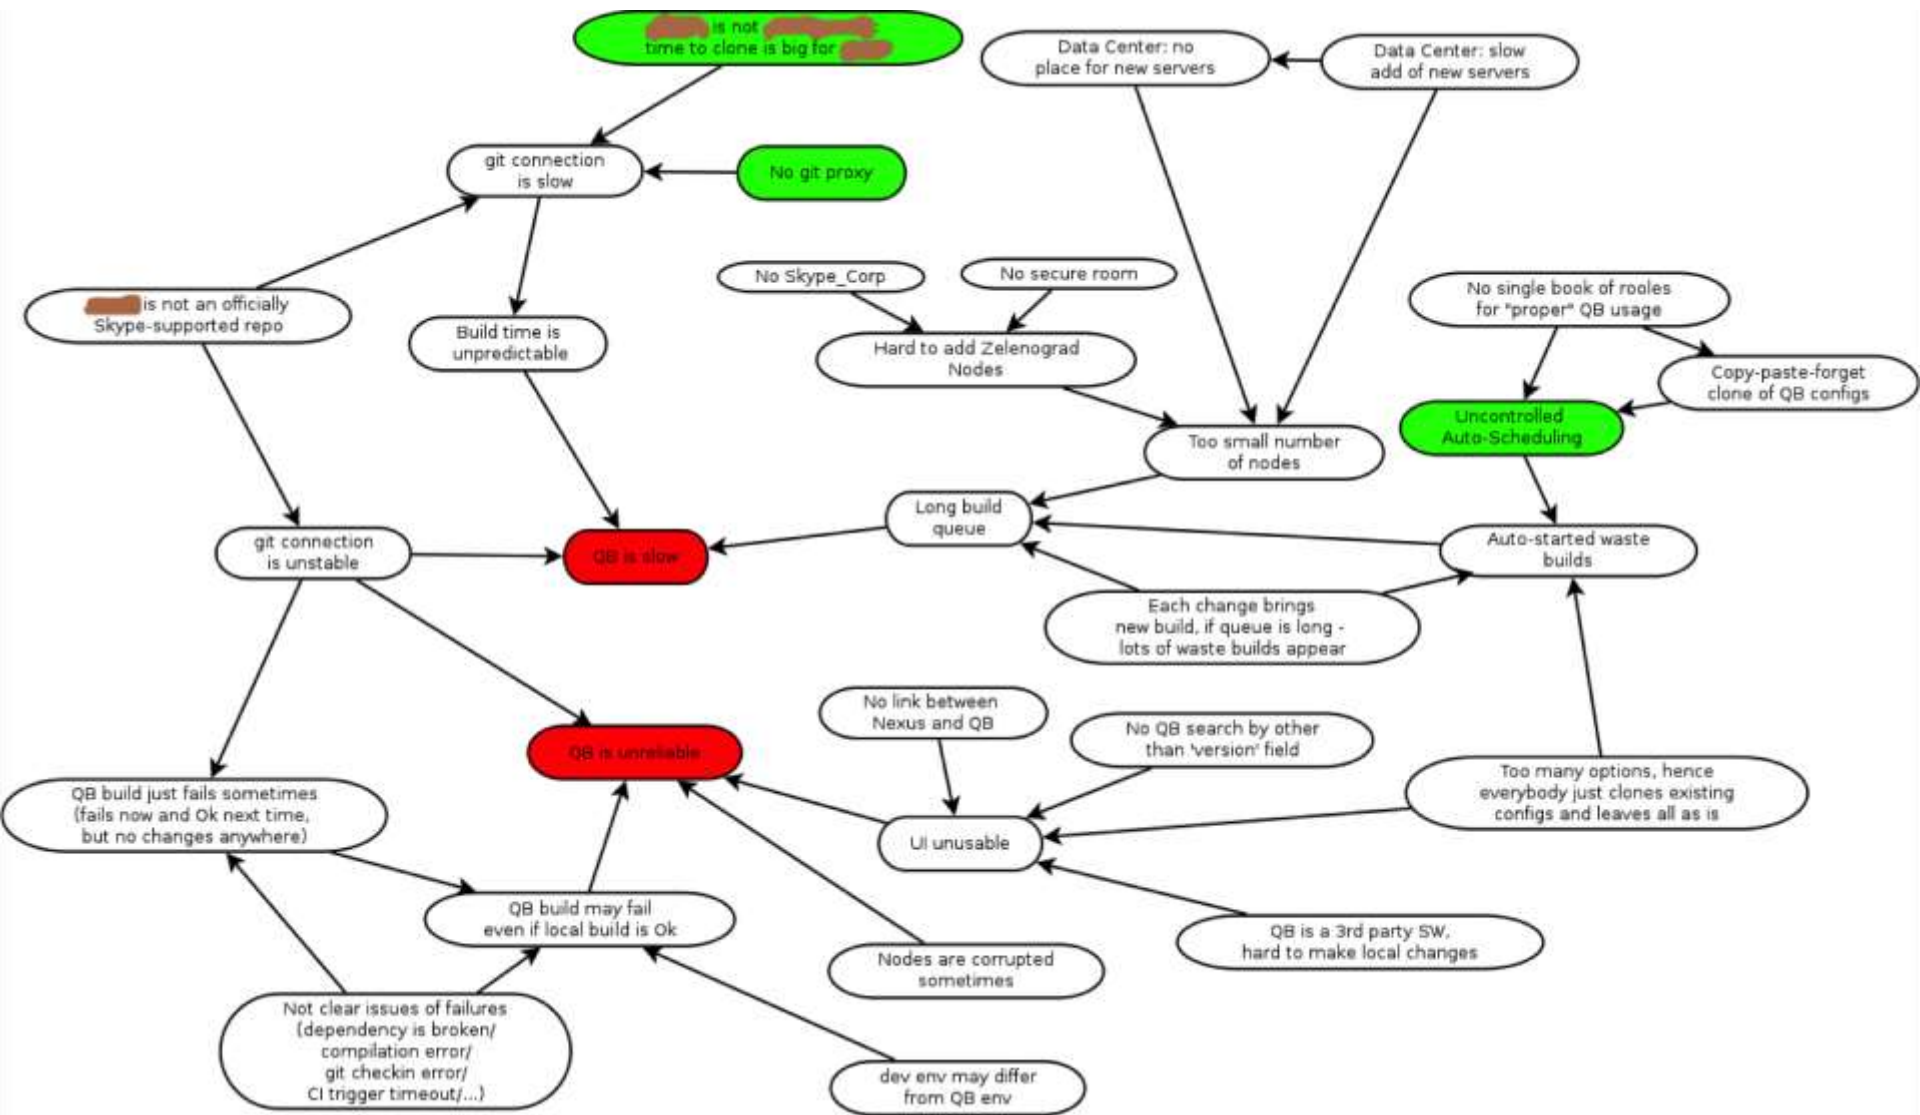 is not
time to clone is big for
Data Center: no
place for new servers
Data Center: slow
add of new servers
git connection
is slow
No git proxy
No Skype_Corp
No secure room
No single book of rooles
for "proper" QB usage
is not an officially
Skype-supported repo
Build time is
unpredictable
Hard to add Zelenograd
Nodes
Copy-paste-forget
clone of QB configs
Uncontrolled
Auto-Scheduling
Too small number
of nodes
Long build
queue
git connection
is unstable
QB is slow
Auto-started waste
builds
Each change brings
new build, if queue is long -
lots of waste builds appear
No link between
Nexus and QB
No QB search by other
than 'version' field
QB is unreliable
Too many options, hence
everybody just clones existing
configs and leaves all as is
QB build just fails sometimes
(fails now and Ok next time,
but no changes anywhere)
UI unusable
QB build may fail
even if local build is Ok
QB is a 3rd party SW,
hard to make local changes
Nodes are corrupted
sometimes
Not clear issues of failures
(dependency is broken/
compilation error/
git checkin error/
CI trigger timeout/...)
dev env may differ
from QB env